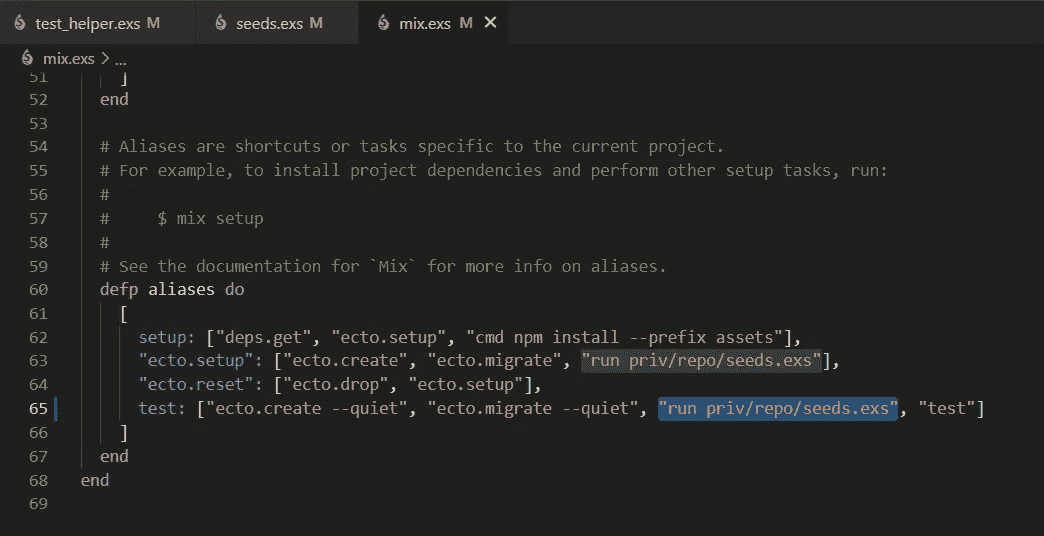 test_helper.exs M seeds.exs M mix.exs M
mix.exs > ...
51 ]
52 end
53
54 # Aliases are shortcuts or tasks specific to the current project.
55 # For example, to install project dependencies and perform other setup tasks, run:
56 #
57 #     $ mix setup
58 #
59 # See the documentation for `Mix` for more info on aliases.
60 defp aliases do
61 [
62 setup: ["deps.get", "ecto.setup", "cmd npm install --prefix assets"],
63 "ecto.setup": ["ecto.create", "ecto.migrate", "run priv/repo/seeds.exs"],
64 "ecto.reset": ["ecto.drop", "ecto.setup"],
65 test: ["ecto.create --quiet", "ecto.migrate --quiet", "run priv/repo/seeds.exs", "test"]
66 ]
67 end
68 end
69